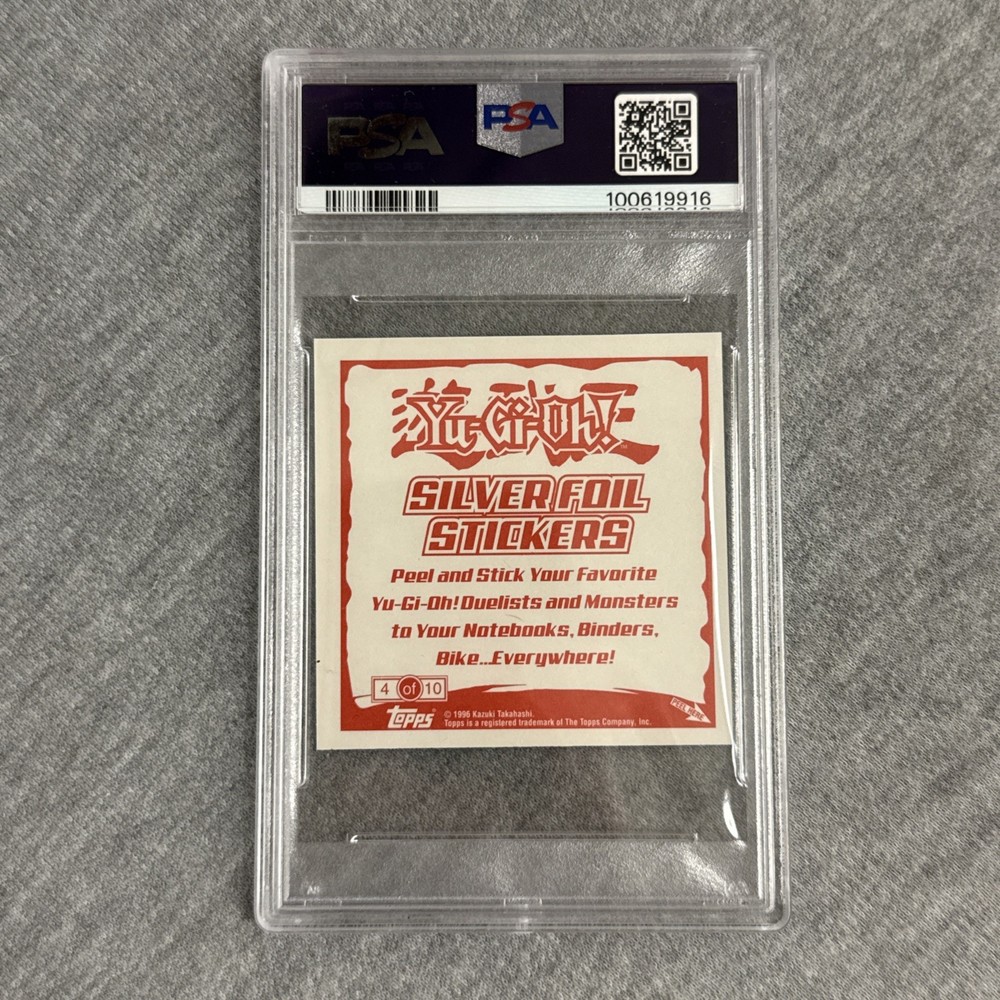 PSA
PSA
100619916
Yu-Gi-Oh!
SILVER FOIL
STICKERS
Peel and Stick Your Favorite
Yu-Gi-Oh! Duelists and Monsters
to Your Notebooks, Binders,
Bike...Everywhere!
4 of 10
PEEL HERE
Topps
© 1996 Kazuki Takahashi.
Topps is a registered trademark of The Topps Company, Inc.